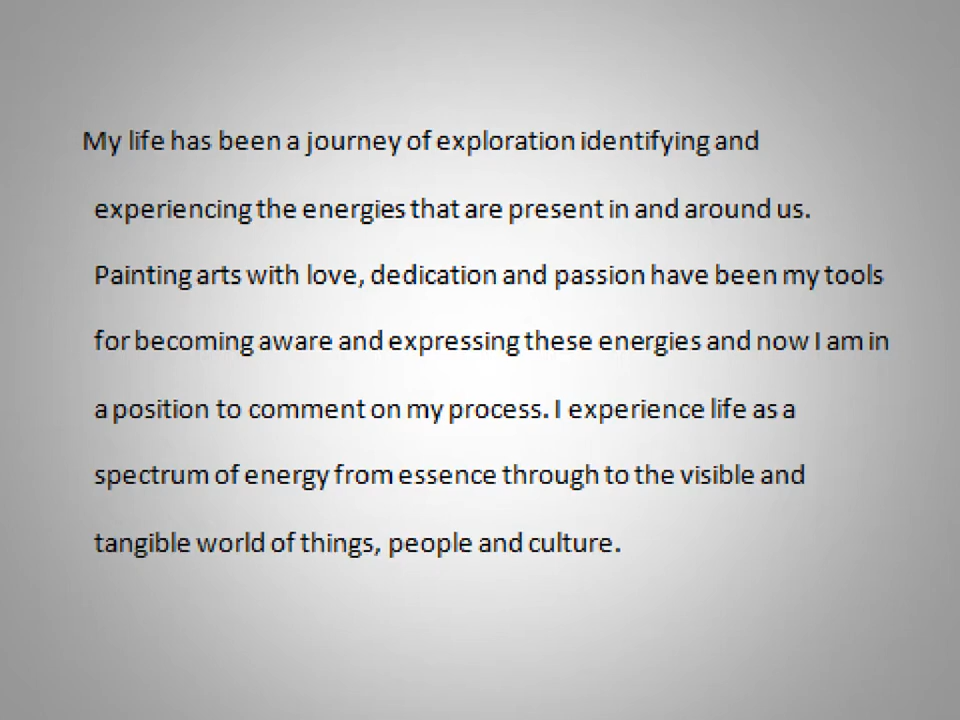 My life has been a journey of exploration identifying and
experiencing the energies that are present in and around us.
Painting arts with love, dedication and passion have been my tools
for becoming aware and expressing these energies and now I am in
a position to comment on my process. I experience life as a
spectrum of energy from essence through to the visible and
tangible world of things, people and culture.